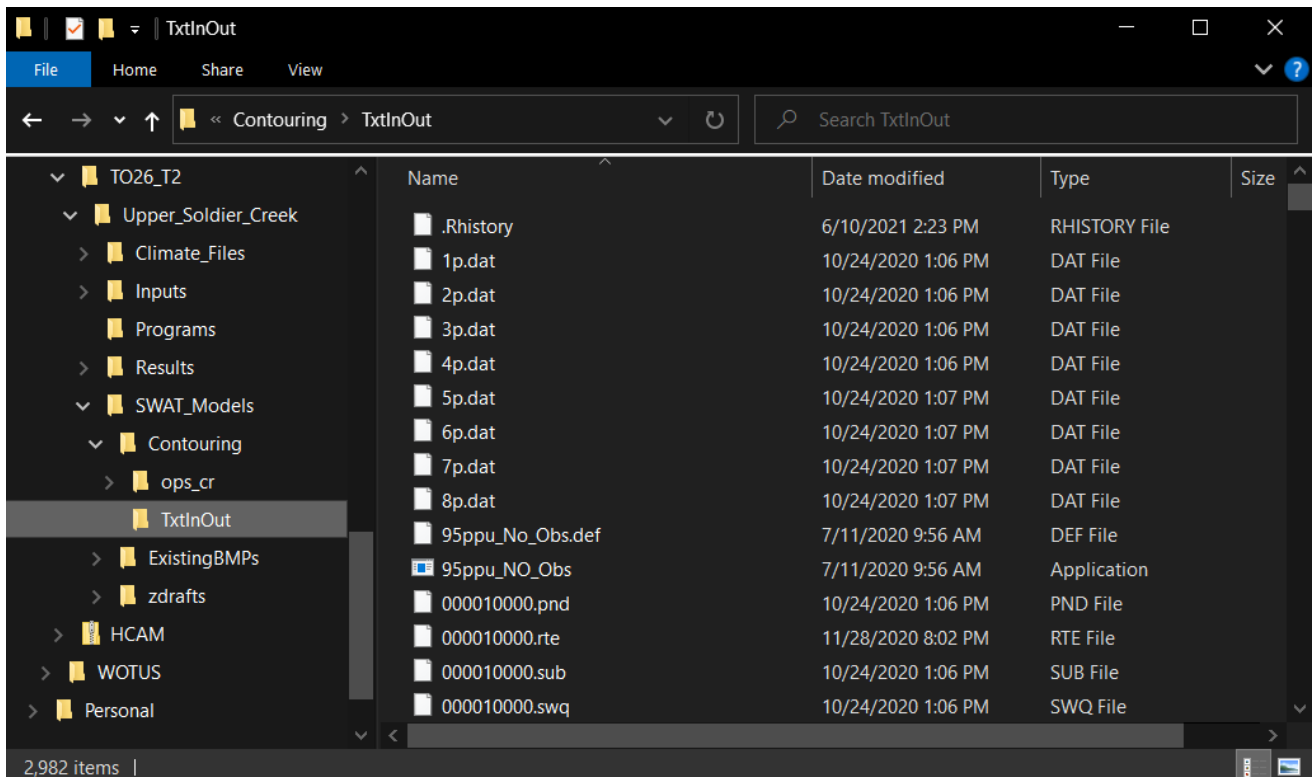 TxtInOut
File Home Share View
« Contouring > TxtInOut Search TxtInOut
TO26_T2
Upper_Soldier_Creek
Climate_Files
Inputs
Programs
Results
SWAT_Models
Contouring
ops_cr
TxtInOut
ExistingBMPs
zdrafts
HCAM
WOTUS
Personal
Name Date modified Type Size
.Rhistory 6/10/2021 2:23 PM RHISTORY File
1p.dat 10/24/2020 1:06 PM DAT File
2p.dat 10/24/2020 1:06 PM DAT File
3p.dat 10/24/2020 1:06 PM DAT File
4p.dat 10/24/2020 1:06 PM DAT File
5p.dat 10/24/2020 1:07 PM DAT File
6p.dat 10/24/2020 1:07 PM DAT File
7p.dat 10/24/2020 1:07 PM DAT File
8p.dat 10/24/2020 1:07 PM DAT File
95ppu_No_Obs.def 7/11/2020 9:56 AM DEF File
95ppu_NO_Obs 7/11/2020 9:56 AM Application
000010000.pnd 10/24/2020 1:06 PM PND File
000010000.rte 11/28/2020 8:02 PM RTE File
000010000.sub 10/24/2020 1:06 PM SUB File
000010000.swq 10/24/2020 1:06 PM SWQ File
2,982 items